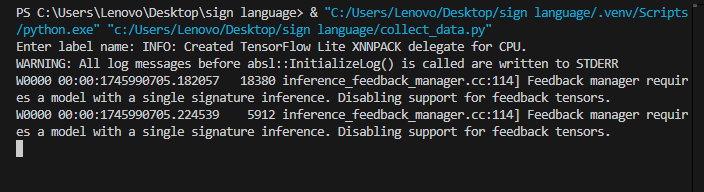 PS C:\Users\Lenovo\Desktop\sign language> & "C:/Users/Lenovo/Desktop/sign language/.venv/Scripts
/python.exe" "c:/Users/Lenovo/Desktop/sign language/collect_data.py"
Enter label name: INFO: Created TensorFlow Lite XNNPACK delegate for CPU.
WARNING: All log messages before absl::InitializeLog() is called are written to STDERR
W0000 00:00:1745990705.182057   18380 inference_feedback_manager.cc:114] Feedback manager requir
es a model with a single signature inference. Disabling support for feedback tensors.
W0000 00:00:1745990705.224539    5912 inference_feedback_manager.cc:114] Feedback manager requir
es a model with a single signature inference. Disabling support for feedback tensors.